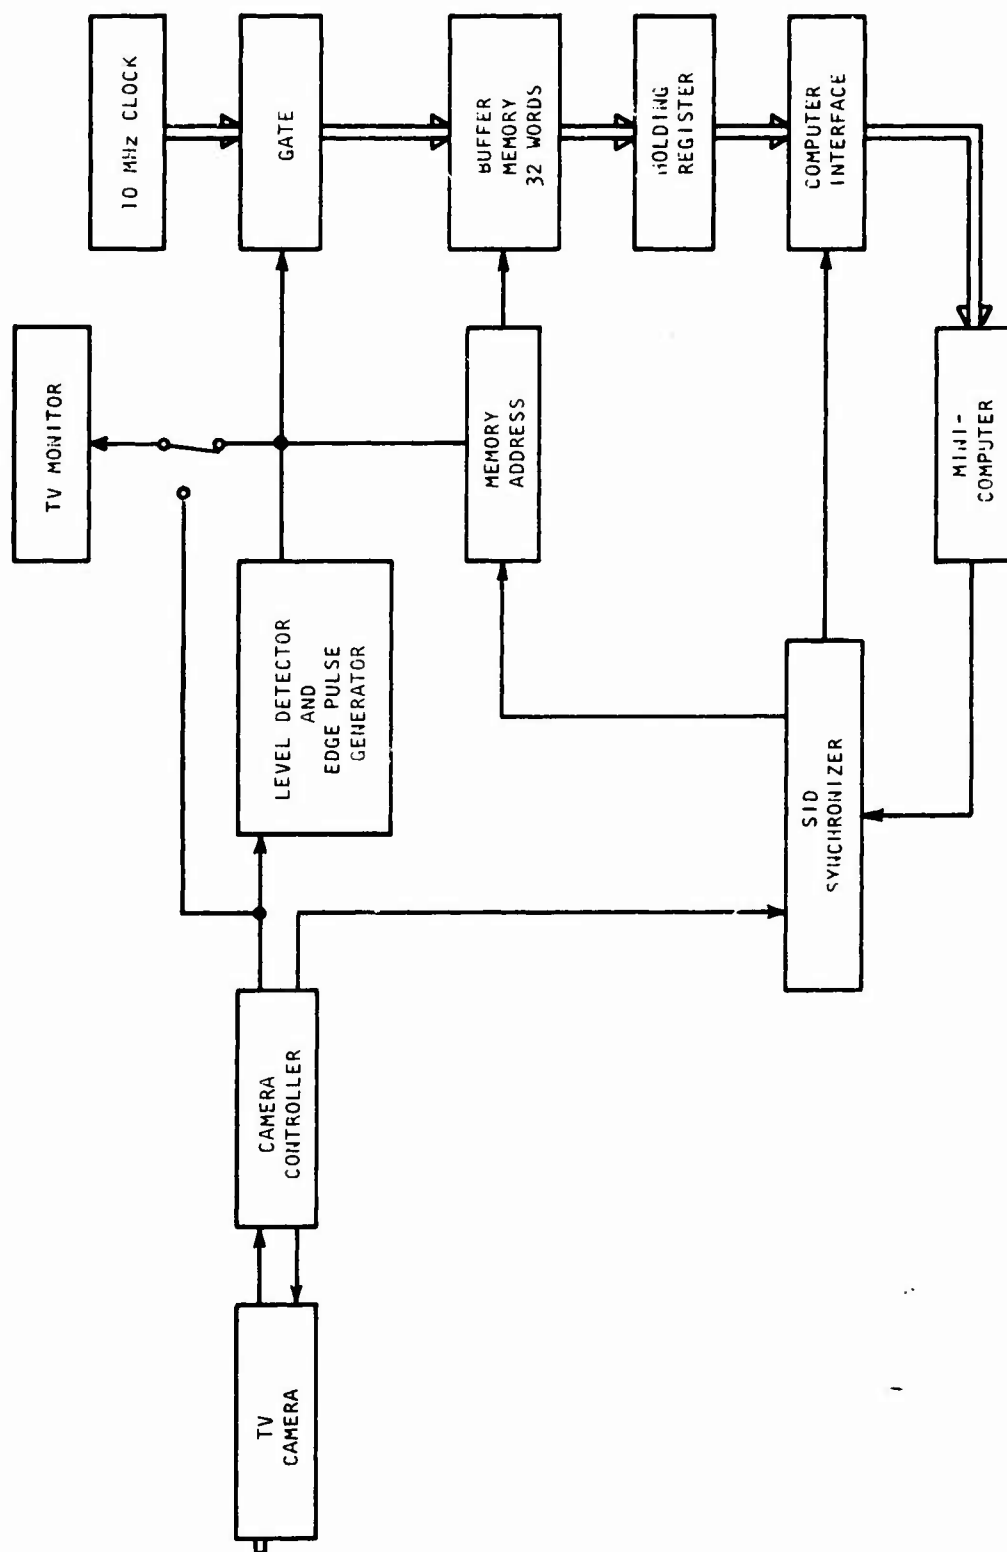 TV MONITOR
10 MHz CLOCK
LEVEL DETECTOR
AND
EDGE PULSE
GENERATOR
GATE
TV
CAMERA
CAMERA
CONTROLLER
MEMORY
ADDRESS
BUFFER
MEMORY
32 WORDS
HOLDING
REGISTER
SID
SYNCHRONIZER
COMPUTER
INTERFACE
MINI-
COMPUTER